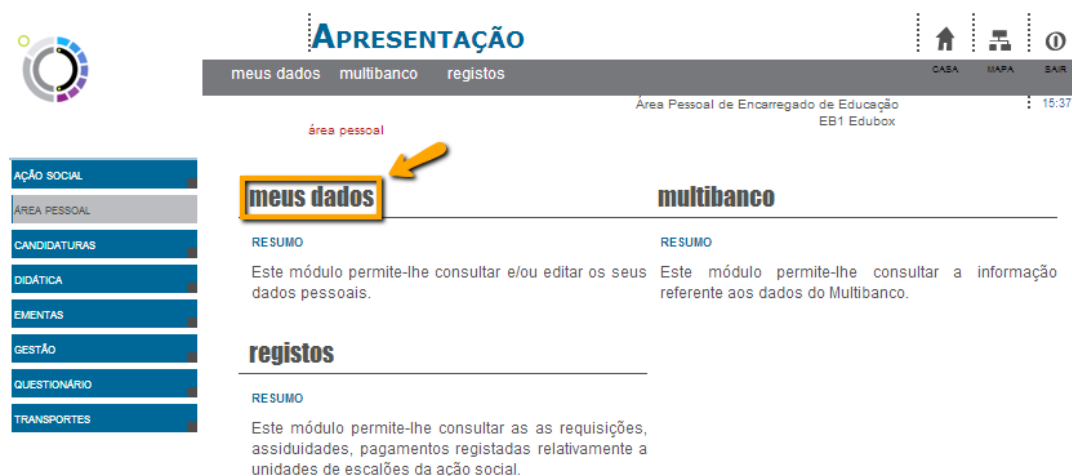 APRESENTAÇÃO
meus dados multibanco registos
CASA MAPA SAIR
Área Pessoal de Encarregado de Educação
EB1 Edubox
15:37
área pessoal
AÇÃO SOCIAL
ÁREA PESSOAL
CANDIDATURAS
DIDÁTICA
EMENTAS
GESTÃO
QUESTIONÁRIO
TRANSPORTES
meus dados
RESUMO
Este módulo permite-lhe consultar e/ou editar os seus
dados pessoais.
multibanco
RESUMO
Este módulo permite-lhe consultar a informação
referente aos dados do Multibanco.
registos
RESUMO
Este módulo permite-lhe consultar as as requisições,
assiduidades, pagamentos registadas relativamente a
unidades de escalões da ação social.